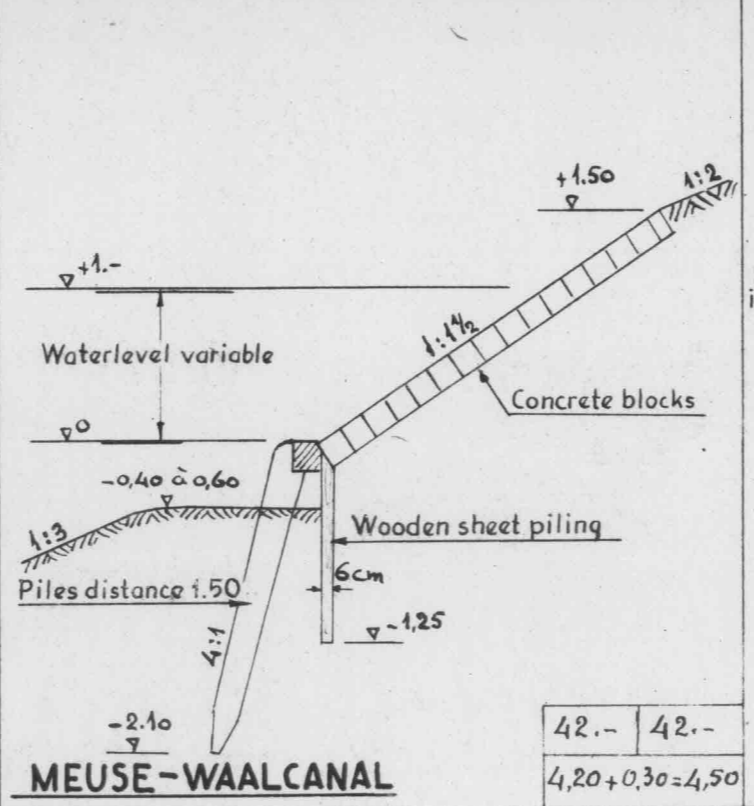 +1.50
1:2
+1.-
1:1 1/2
Waterlevel variable
Concrete blocks
0
-0,40 à 0,60
1:3
Wooden sheet piling
6cm
Piles distance 1.50
-1,25
4:1
-2.10
42.- 42.-
MEUSE-WAALCANAL
4,20+0,30=4,50
i